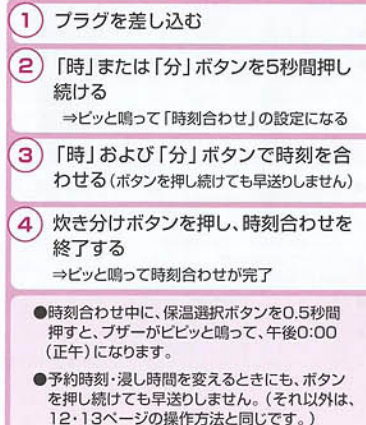 1 プラグを差し込む
2 「時」または「分」ボタンを5秒間押し
続ける
⇒ピッと鳴って「時刻合わせ」の設定になる
3 「時」および「分」ボタンで時刻を合
わせる(ボタンを押し続けても早送りしません)
4 炊き分けボタンを押し、時刻合わせを
終了する
⇒ピッと鳴って時刻合わせが完了
●時刻合わせ中に、保温選択ボタンを0.5秒間
押すと、ブザーがピピッと鳴って、午後0:00
(正午)になります。
●予約時刻・浸し時間を変えるときにも、ボタン
を押し続けても早送りしません。(それ以外は、
12・13ページの操作方法と同じです。)